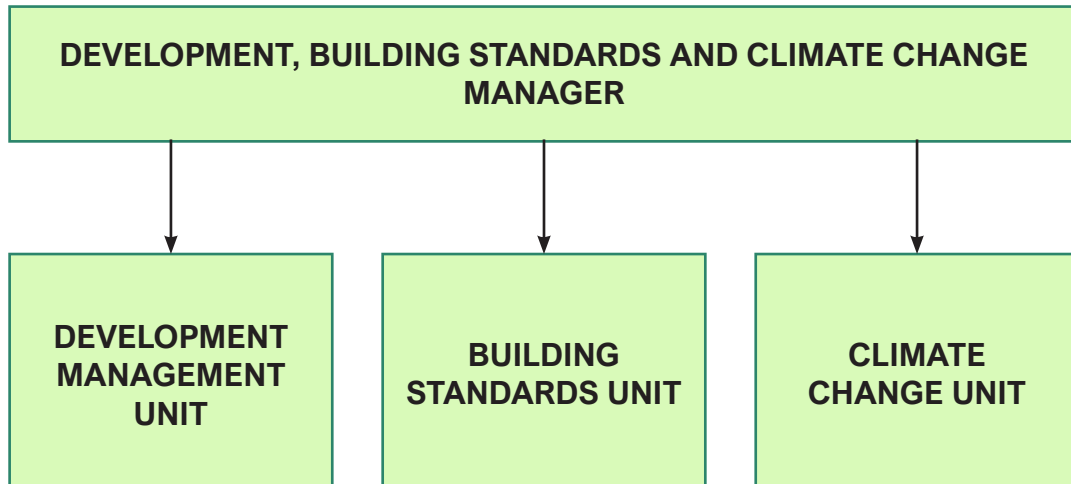 DEVELOPMENT, BUILDING STANDARDS AND CLIMATE CHANGE
MANAGER
DEVELOPMENT
MANAGEMENT
UNIT
BUILDING
STANDARDS UNIT
CLIMATE
CHANGE UNIT